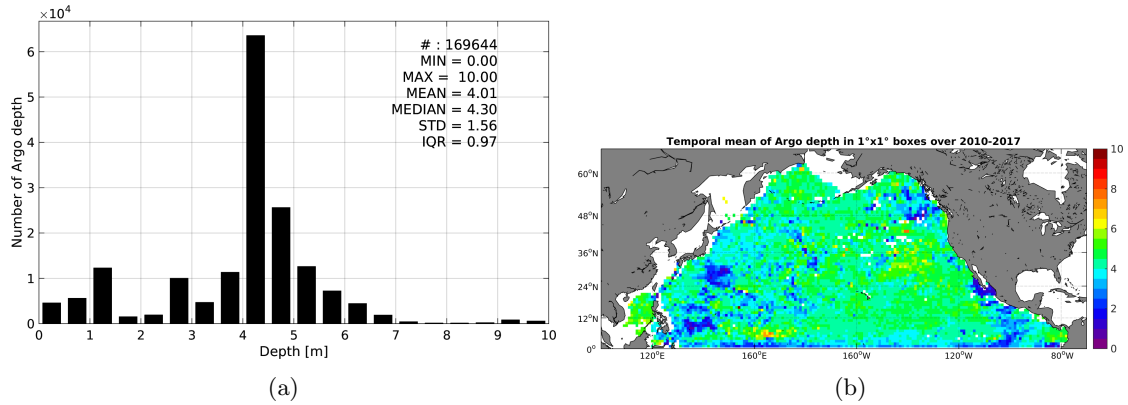 ×10⁴
6
5
4
3
2
1
0
Number of Argo depth
# : 169644
MIN = 0.00
MAX = 10.00
MEAN = 4.01
MEDIAN = 4.30
STD = 1.56
IQR = 0.97
0 1 2 3 4 5 6 7 8 9 10
Depth [m]
(a)
Temporal mean of Argo depth in 1°x1° boxes over 2010-2017
60°N
48°N
36°N
24°N
12°N
0°
120°E 160°E 160°W 120°W 80°W
10
8
6
4
2
0
(b)